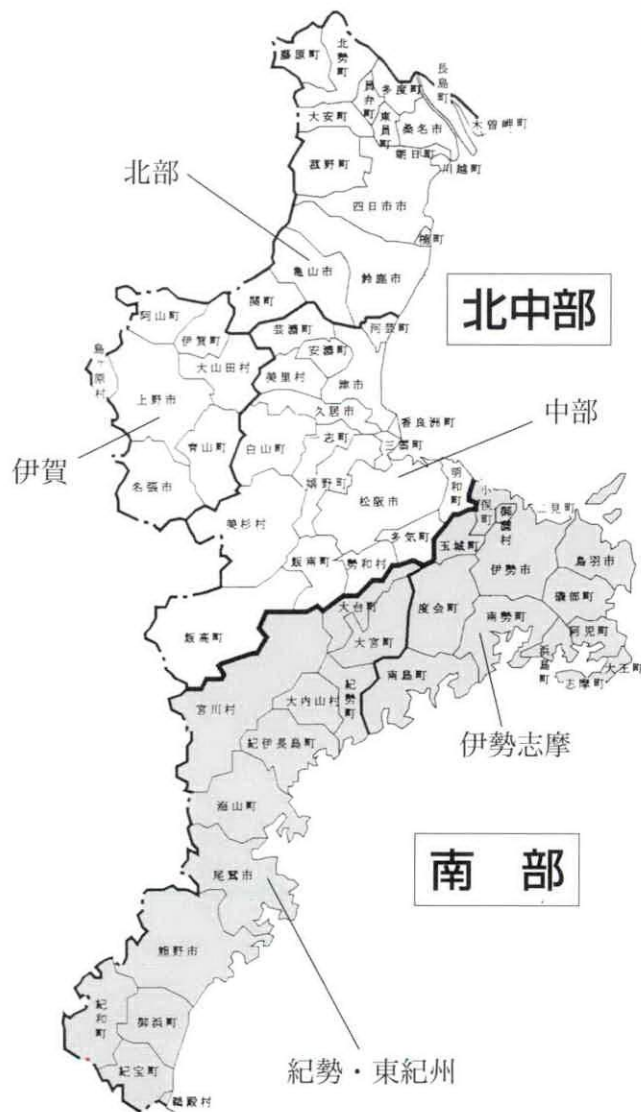 藤原町
北勢町
員弁町
多度町
長島町
木曽岬町
大安町
東員町
桑名市
朝日町
川越町
菰野町
北部
四日市市
楠町
亀山市
鈴鹿市
北中部
関町
阿山町
伊賀町
島ヶ原村
大山田村
上野市
青山町
伊賀
名張市
芸濃町
河芸町
安濃町
美里村
津市
久居市
香良洲町
中部
白山町
志町
三雲町
嬉野町
松阪市
明和町
美杉村
多気町
飯南町
勢和村
飯高町
小俣町
御薗村
二見町
玉城町
伊勢市
鳥羽市
度会町
南勢町
磯部町
阿児町
浜島町
大王町
志摩町
南島町
伊勢志摩
大台町
大宮町
宮川村
大内山村
紀勢町
紀伊長島町
海山町
南 部
尾鷲市
熊野市
紀和町
御浜町
紀宝町
鵜殿村
紀勢・東紀州